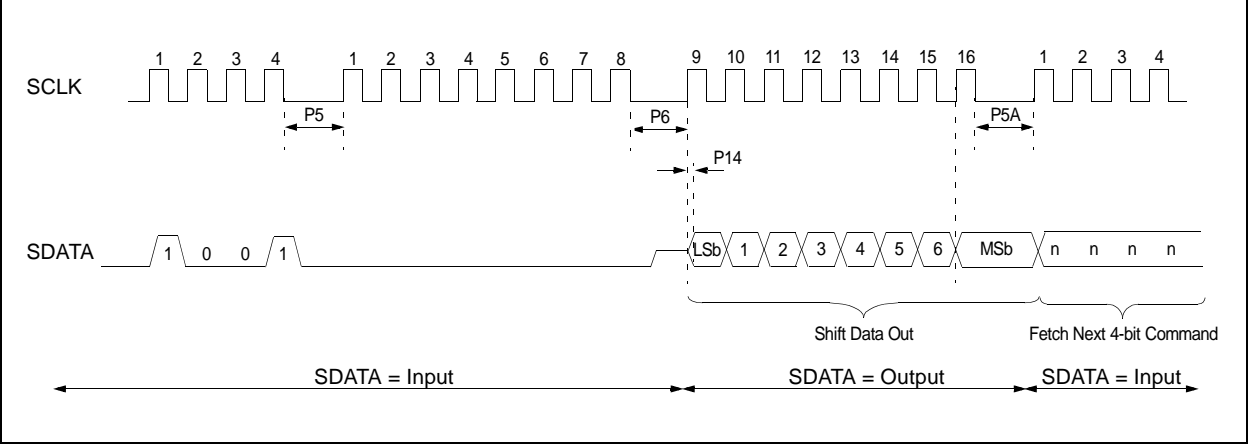 1 2 3 4 1 2 3 4 5 6 7 8 9 10 11 12 13 14 15 16 1 2 3 4
SCLK
P5 P6 P5A
P14
SDATA 1 0 0 1 LSb 1 2 3 4 5 6 MSb n n n n
Shift Data Out Fetch Next 4-bit Command
SDATA = Input SDATA = Output SDATA = Input